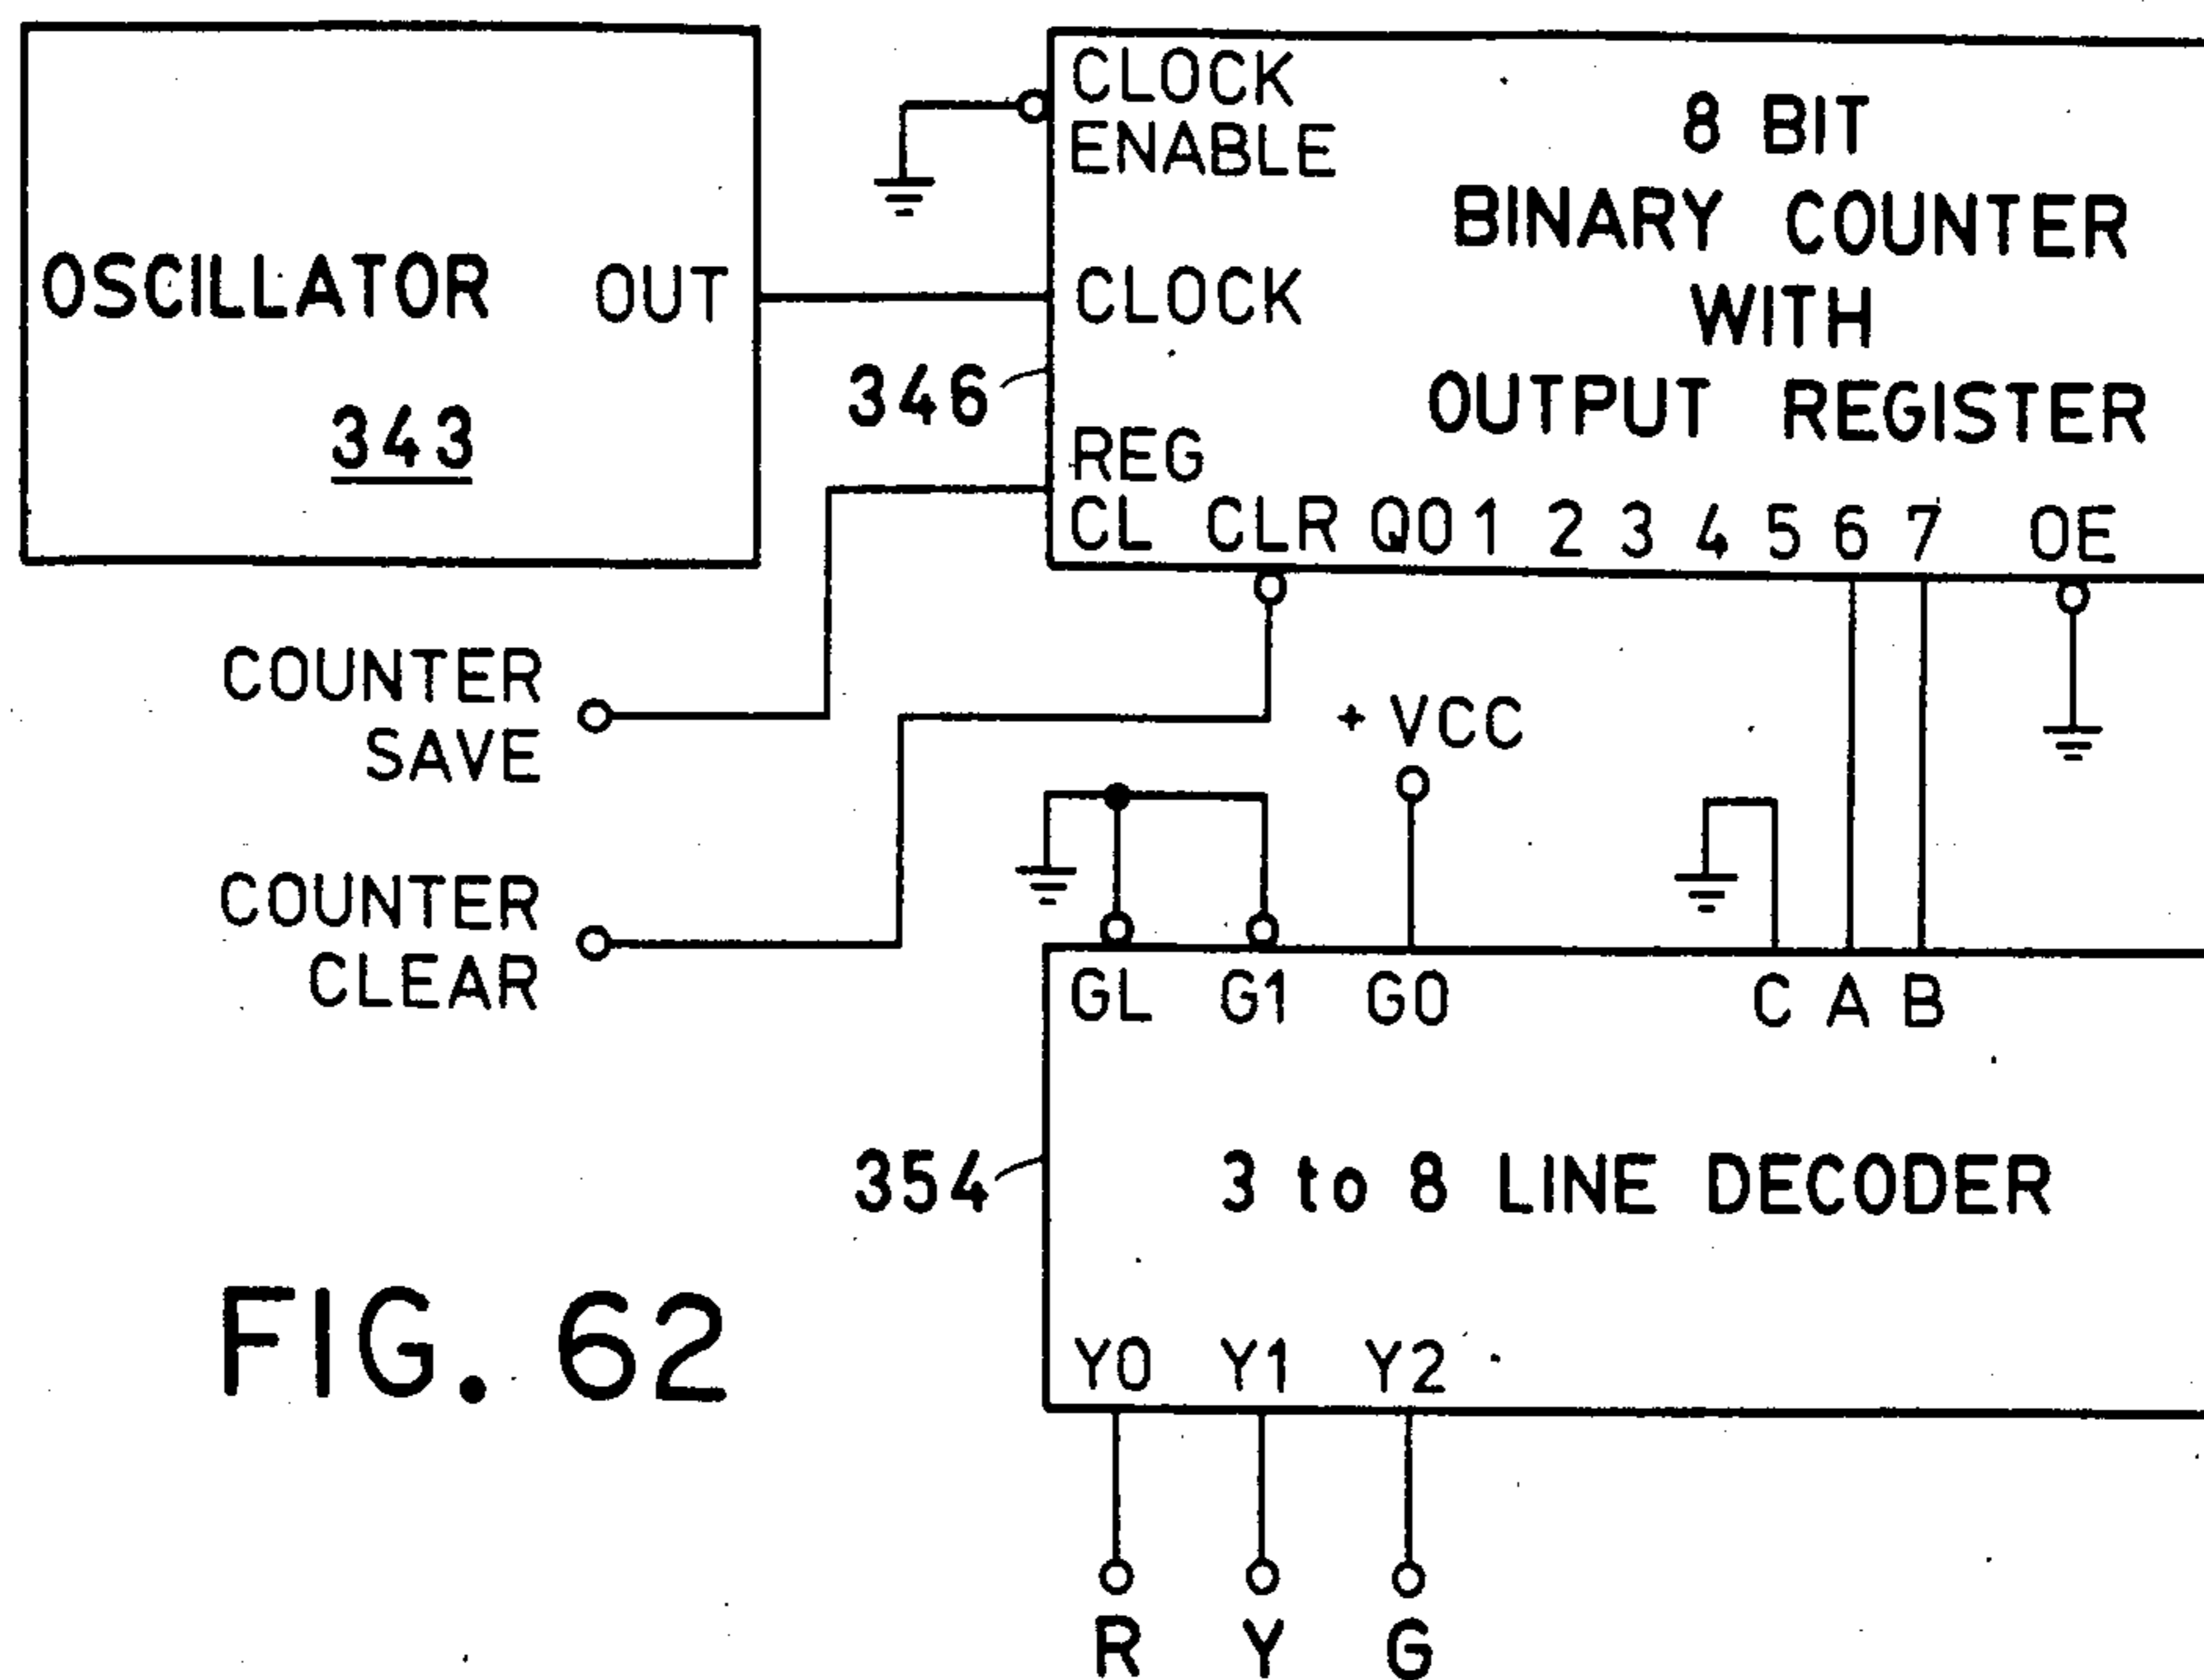 OSCILLATOR OUT
343
CLOCK
ENABLE
CLOCK
346
REG
CL CLR Q0 1 2 3 4 5 6 7 OE
8 BIT
BINARY COUNTER
WITH
OUTPUT REGISTER
COUNTER
SAVE
COUNTER
CLEAR
+ VCC
GL G1 G0 C A B
354
3 to 8 LINE DECODER
Y0 Y1 Y2
R Y G
FIG. 62